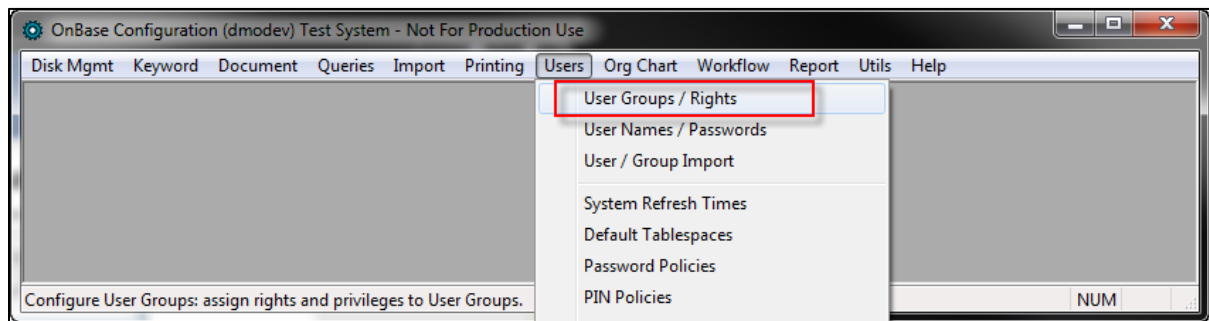 OnBase Configuration (dmodev) Test System - Not For Production Use
Disk Mgmt Keyword Document Queries Import Printing Users Org Chart Workflow Report Utils Help
User Groups / Rights
User Names / Passwords
User / Group Import
System Refresh Times
Default Tablespaces
Password Policies
PIN Policies
Configure User Groups: assign rights and privileges to User Groups. NUM